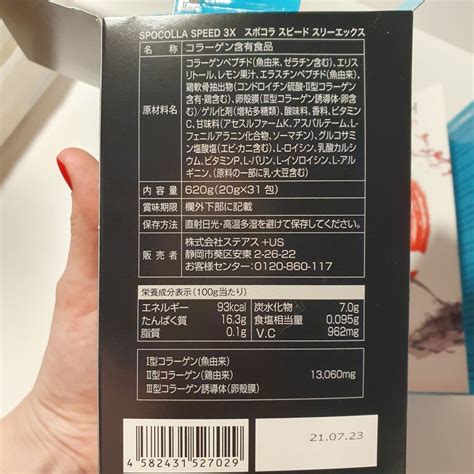 SPOCOLLA SPEED 3X スポコラ スピード スリーエックス
名 称 コラーゲン含有食品
原材料名 コラーゲンペプチド(魚由来、ゼラチン含む)、エリス
リトール、レモン果汁、エラスチンペプチド(魚由来)、
鶏軟骨抽出物(コンドロイチン硫酸・Ⅱ型コラーゲン
含有・鶏含む)、卵殻膜(Ⅲ型コラーゲン誘導体・卵含
む)/ゲル化剤(増粘多糖類)、酸味料、香料、ビタミン
C、甘味料(アセスルファムK、アスパルテーム・L-
フェニルアラニン化合物、ソーマチン)、グルコサミ
ン塩酸塩(エビ・カニ含む)、L-ロイシン、乳酸カルシ
ウム、ビタミンP、L-バリン、L-イソロイシン、L-アル
ギニン、(原料の一部に乳・大豆含む)
内 容 量 620g(20g×31包)
賞味期限 欄外下部に記載
保存方法 直射日光・高温多湿を避けて保存してください。
販 売 者 株式会社ステアス +US
静岡市葵区安東 2-26-22
お客様センター:0120-860-117
栄養成分表示(100g当たり)
エネルギー 93kcal 炭水化物 7.0g
たんぱく質 16.3g 食塩相当量 0.095g
脂質 0.1g V.C 962mg
Ⅰ型コラーゲン(魚由来)
Ⅱ型コラーゲン(鶏由来) 13,060mg
Ⅲ型コラーゲン誘導体(卵殻膜)
21.07.23
4 582431 527029